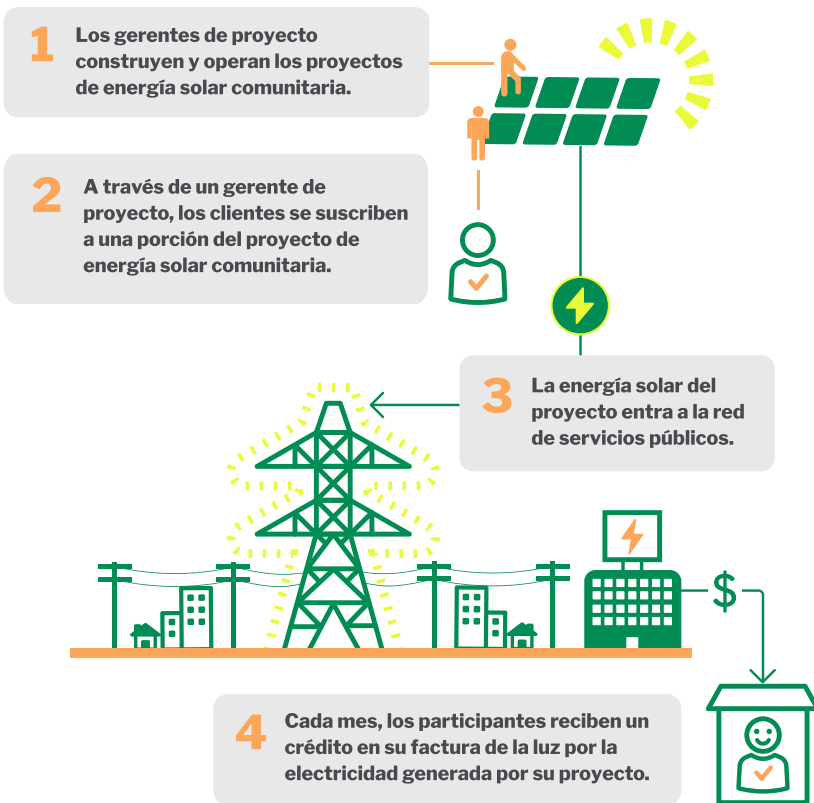 1
Los gerentes de proyecto
construyen y operan los proyectos
de energía solar comunitaria.
2
A través de un gerente de
proyecto, los clientes se suscriben
a una porción del proyecto de
energía solar comunitaria.
3
La energía solar del
proyecto entra a la red
de servicios públicos.
$
4
Cada mes, los participantes reciben un
crédito en su factura de la luz por la
electricidad generada por su proyecto.